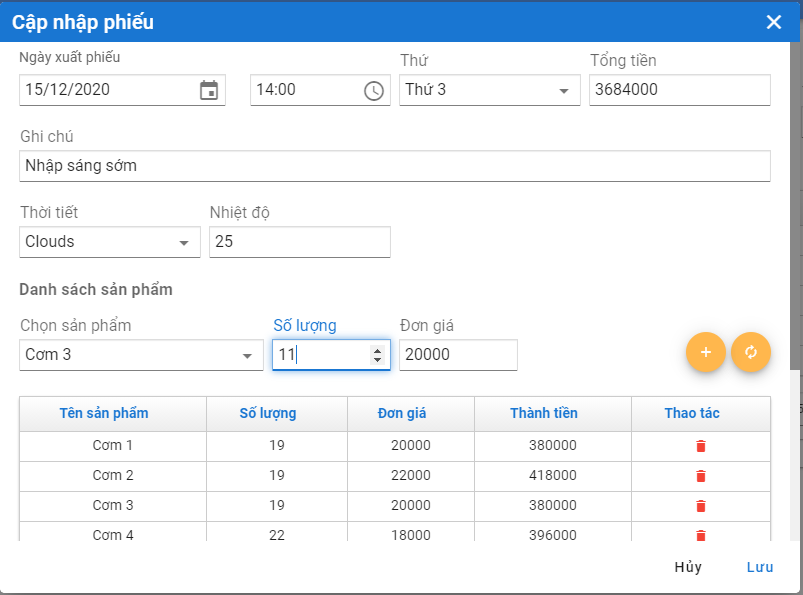 Cập nhập phiếu
Ngày xuất phiếu Thứ Tổng tiền
15/12/2020 14:00 Thứ 3 3684000
Ghi chú
Nhập sáng sớm
Thời tiết Nhiệt độ
Clouds 25
Danh sách sản phẩm
Chọn sản phẩm Số lượng Đơn giá
Cơm 3 11 20000
Tên sản phẩm Số lượng Đơn giá Thành tiền Thao tác
Cơm 1 19 20000 380000
Cơm 2 19 22000 418000
Cơm 3 19 20000 380000
Cơm 4 22 18000 396000
Hủy Lưu